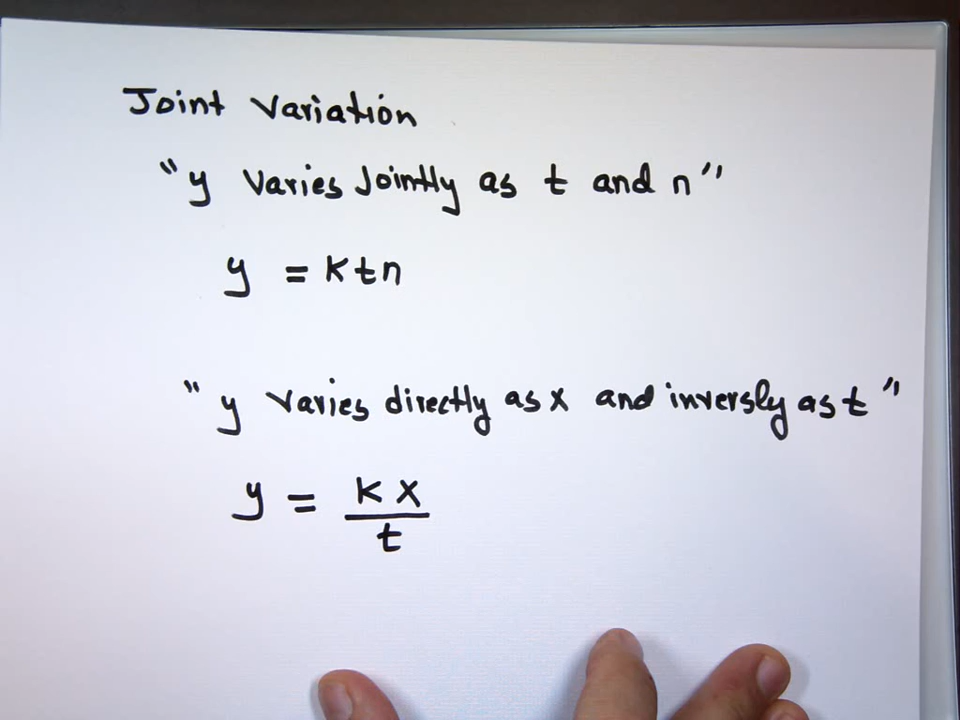 Joint Variation
"y varies Jointly as t and n"
y = ktn
"y varies directly as x and inversly as t"
y = kx/t